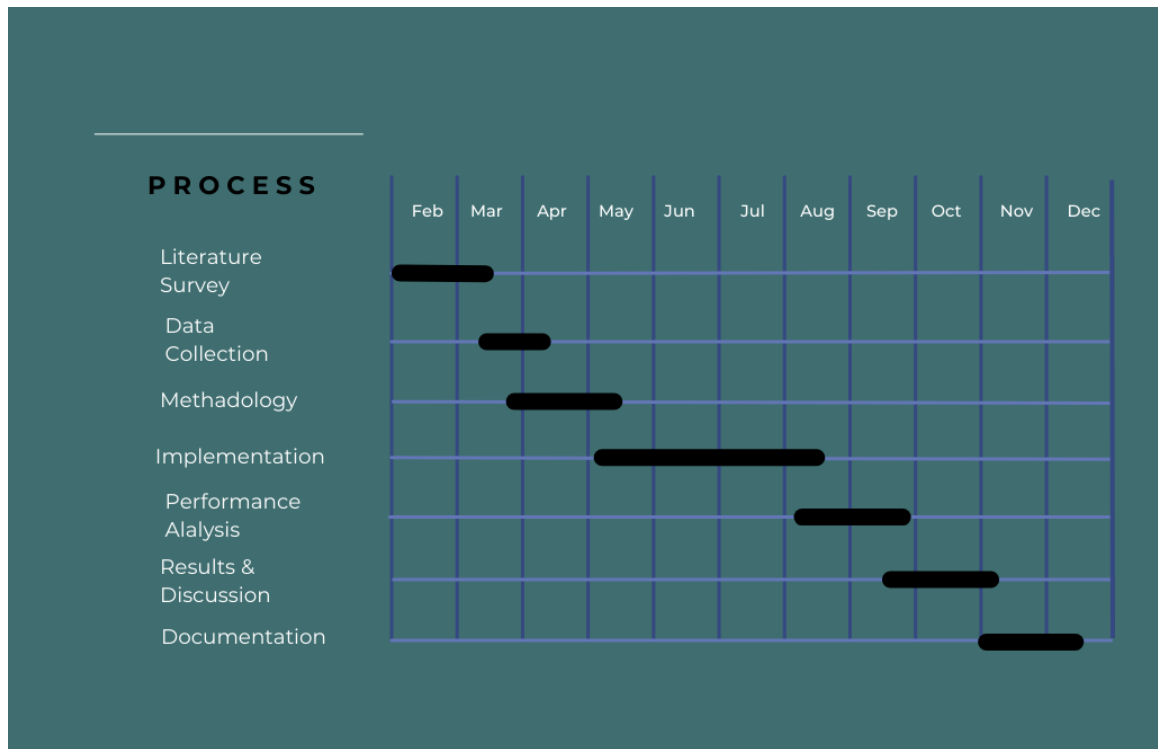 PROCESS
Feb Mar Apr May Jun Jul Aug Sep Oct Nov Dec
Literature
Survey
Data
Collection
Methadology
Implementation
Performance
Alalysis
Results &
Discussion
Documentation